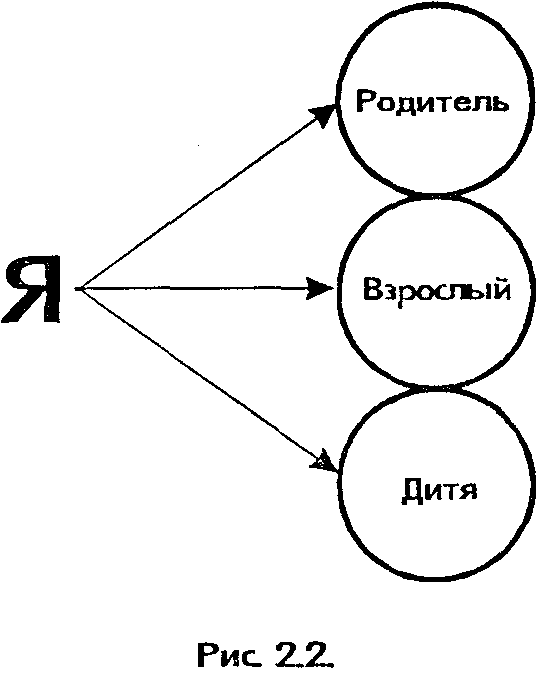 Родитель
Я
Взрослый
Дитя
Рис. 2.2.